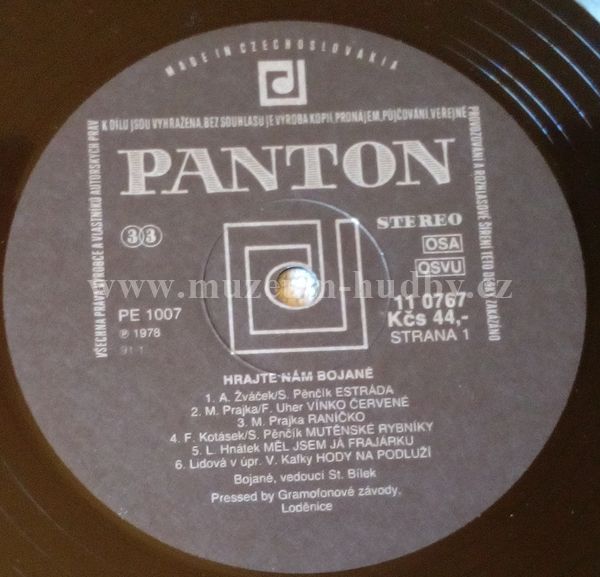 MADE IN CZECHOSLOVAKIA
VŠECHNA PRÁVA VÝROBCE A VLASTNÍKŮ AUTORSKÝCH PRÁV
K DÍLU JSOU VYHRAŽENA, BEZ SOUHLASU JE VÝROBA KOPIÍ, PRONÁJEM, PŮJČOVÁNÍ, VEŘEJNÉ
PROVOZOVÁNÍ A ROZHLASOVÉ ŠÍŘENÍ TÉTO DESKY ZAKÁZÁNO
PANTON
33
STEREO
OSA
QSVU
www.muzeum-hudby.cz
PE 1007
11 0767
Ⓟ 1978
Kčs 44,-
91-1
STRANA 1
HRAJTE NÁM BOJANÉ
1. A. Žváček/S. Pěnčík ESTRÁDA
2. M. Prajka/F. Uher VÍNKO ČERVENÉ
3. M. Prajka RANÍČKO
4. F. Kotásek/S. Pěnčík MUTĚNSKÉ RYBNÍKY
5. L. Hnátek MĚL JSEM JÁ FRAJÁRKU
6. Lidová v úpr. V. Kafky HODY NA PODLUŽÍ
Bojané, vedoucí St. Bílek
Pressed by Gramofonové závody,
Loděnice